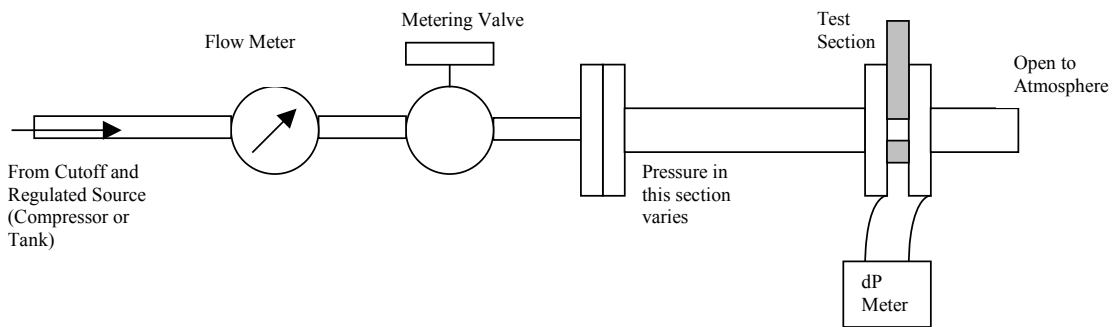 Metering Valve
Flow Meter
Test
Section
Open to
Atmosphere
From Cutoff and
Regulated Source
(Compressor or
Tank)
Pressure in
this section
varies
dP
Meter